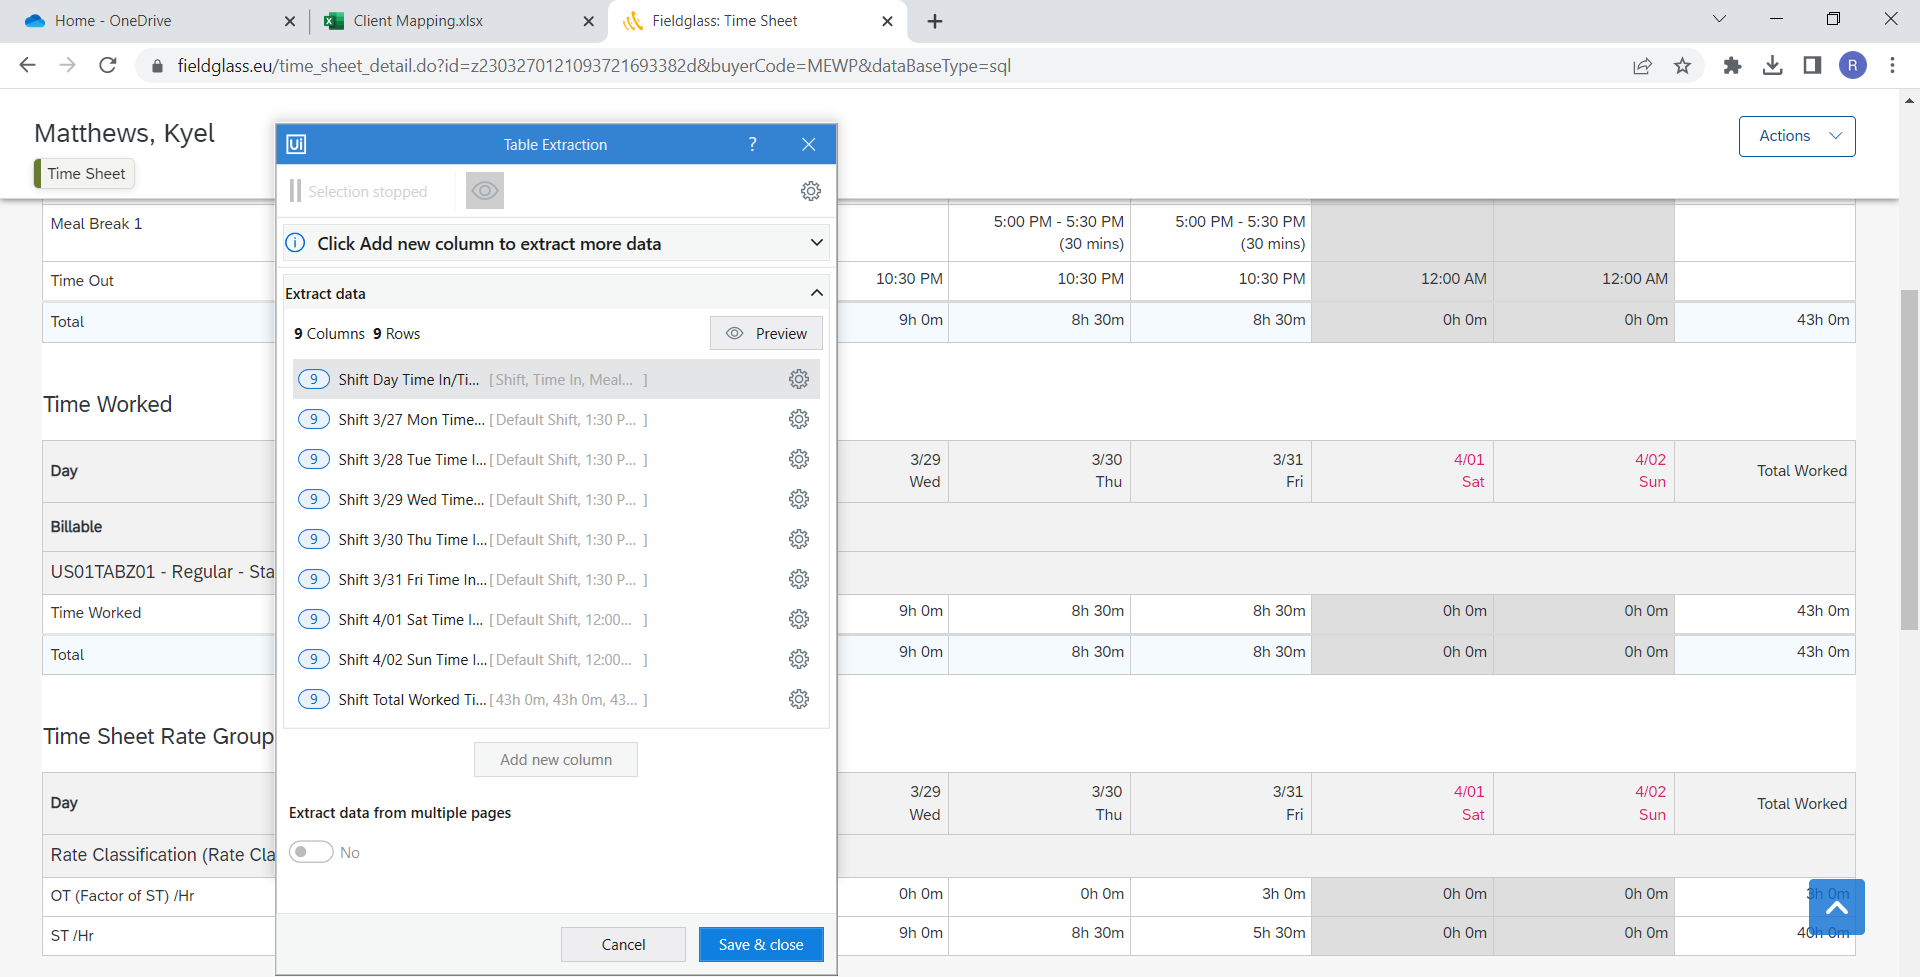 Home - OneDrive
Client Mapping.xlsx
Fieldglass: Time Sheet
fieldglass.eu/time_sheet_detail.do?id=z2303270121093721693382d&buyerCode=MEWP&dataBaseType=sql
R
Matthews, Kyel
Time Sheet
Actions
Ui
Table Extraction
?
Selection stopped
Click Add new column to extract more data
Extract data
9 Columns 9 Rows
Preview
9 Shift Day Time In/Ti... [ Shift, Time In, Meal... ]
9 Shift 3/27 Mon Time... [ Default Shift, 1:30 P... ]
9 Shift 3/28 Tue Time I... [ Default Shift, 1:30 P... ]
9 Shift 3/29 Wed Time... [ Default Shift, 1:30 P... ]
9 Shift 3/30 Thu Time I... [ Default Shift, 1:30 P... ]
9 Shift 3/31 Fri Time In... [ Default Shift, 1:30 P... ]
9 Shift 4/01 Sat Time I... [ Default Shift, 12:00... ]
9 Shift 4/02 Sun Time I... [ Default Shift, 12:00... ]
9 Shift Total Worked Ti... [ 43h 0m, 43h 0m, 43... ]
Add new column
Extract data from multiple pages
No
Cancel
Save & close
Meal Break 1
5:00 PM - 5:30 PM
(30 mins)
5:00 PM - 5:30 PM
(30 mins)
Time Out
10:30 PM 10:30 PM 10:30 PM 12:00 AM 12:00 AM
Total
9h 0m 8h 30m 8h 30m 0h 0m 0h 0m 43h 0m
Time Worked
Day
3/29
Wed
3/30
Thu
3/31
Fri
4/01
Sat
4/02
Sun
Total Worked
Billable
US01TABZ01 - Regular - Sta
Time Worked
9h 0m 8h 30m 8h 30m 0h 0m 0h 0m 43h 0m
Total
9h 0m 8h 30m 8h 30m 0h 0m 0h 0m 43h 0m
Time Sheet Rate Group
Day
3/29
Wed
3/30
Thu
3/31
Fri
4/01
Sat
4/02
Sun
Total Worked
Rate Classification (Rate Cla
OT (Factor of ST) /Hr
0h 0m 0h 0m 3h 0m 0h 0m 0h 0m 3h 0m
ST /Hr
9h 0m 8h 30m 5h 30m 0h 0m 0h 0m 40h 0m